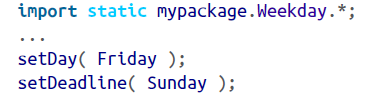 import static mypackage.Weekday.*;
...
setDay( Friday );
setDeadline( Sunday );